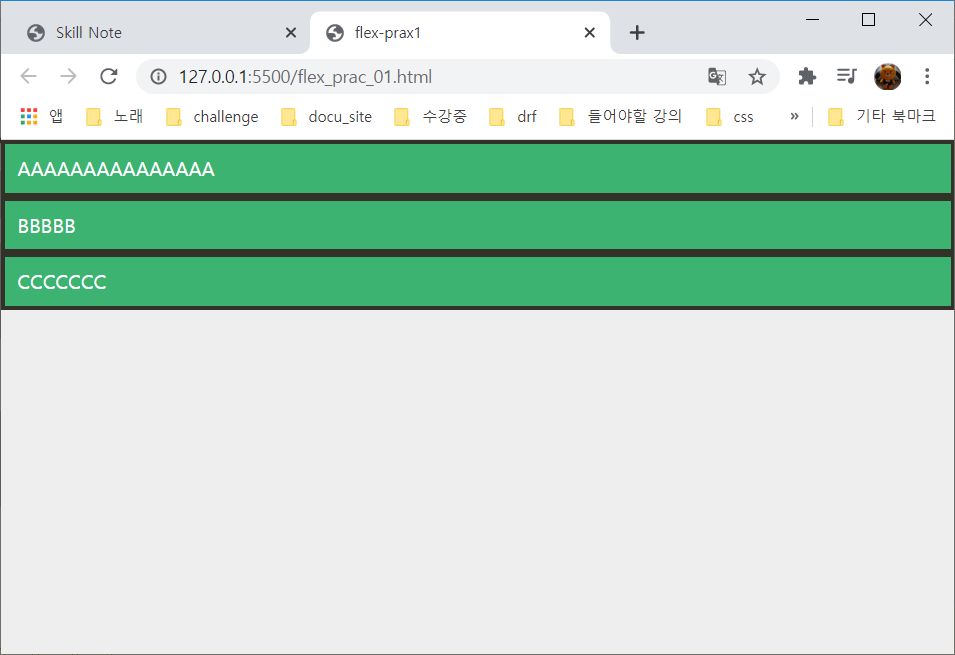 Skill Note
flex-prax1
127.0.0.1:5500/flex_prac_01.html
앱 노래 challenge docu_site 수강중 drf 들어야할 강의 css » 기타 북마크
AAAAAAAAAAAAAAA
BBBBB
CCCCCCC